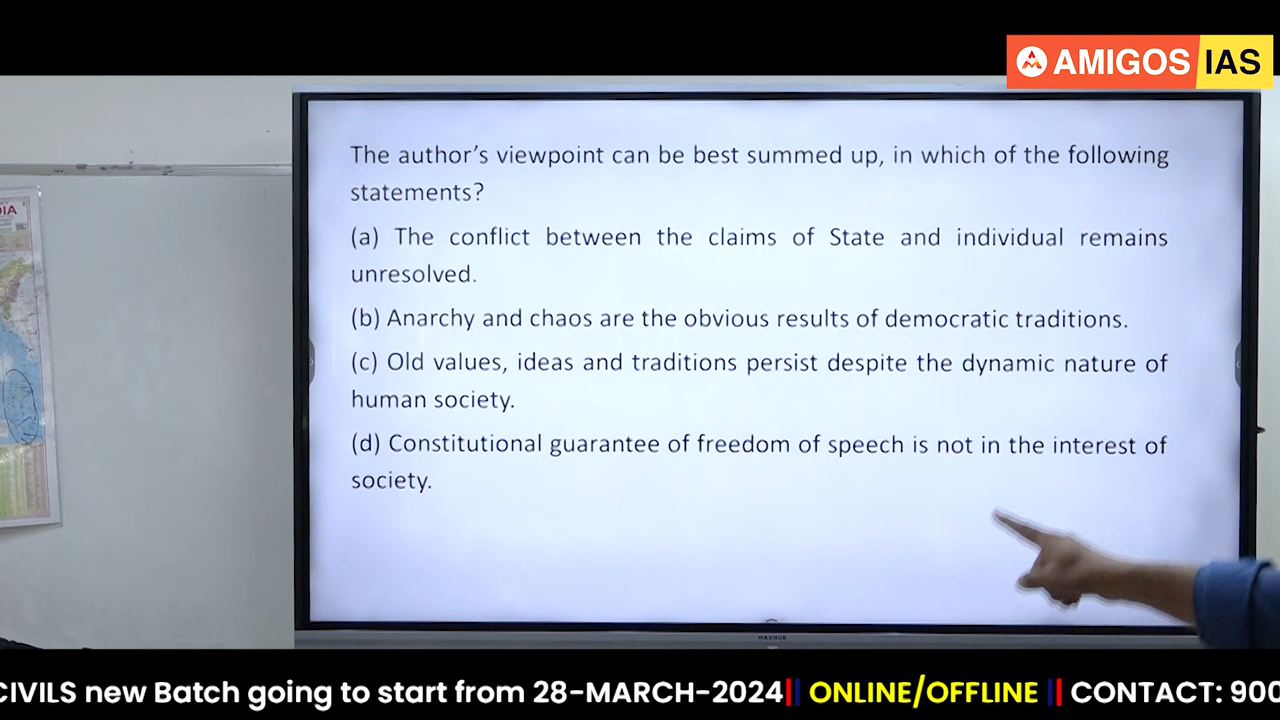 AMIGOS IAS
The author's viewpoint can be best summed up, in which of the following
statements?
(a) The conflict between the claims of State and individual remains
unresolved.
(b) Anarchy and chaos are the obvious results of democratic traditions.
(c) Old values, ideas and traditions persist despite the dynamic nature of
human society.
(d) Constitutional guarantee of freedom of speech is not in the interest of
society.
MAXHUB
CIVILS new Batch going to start from 28-MARCH-2024|| ONLINE/OFFLINE || CONTACT: 900